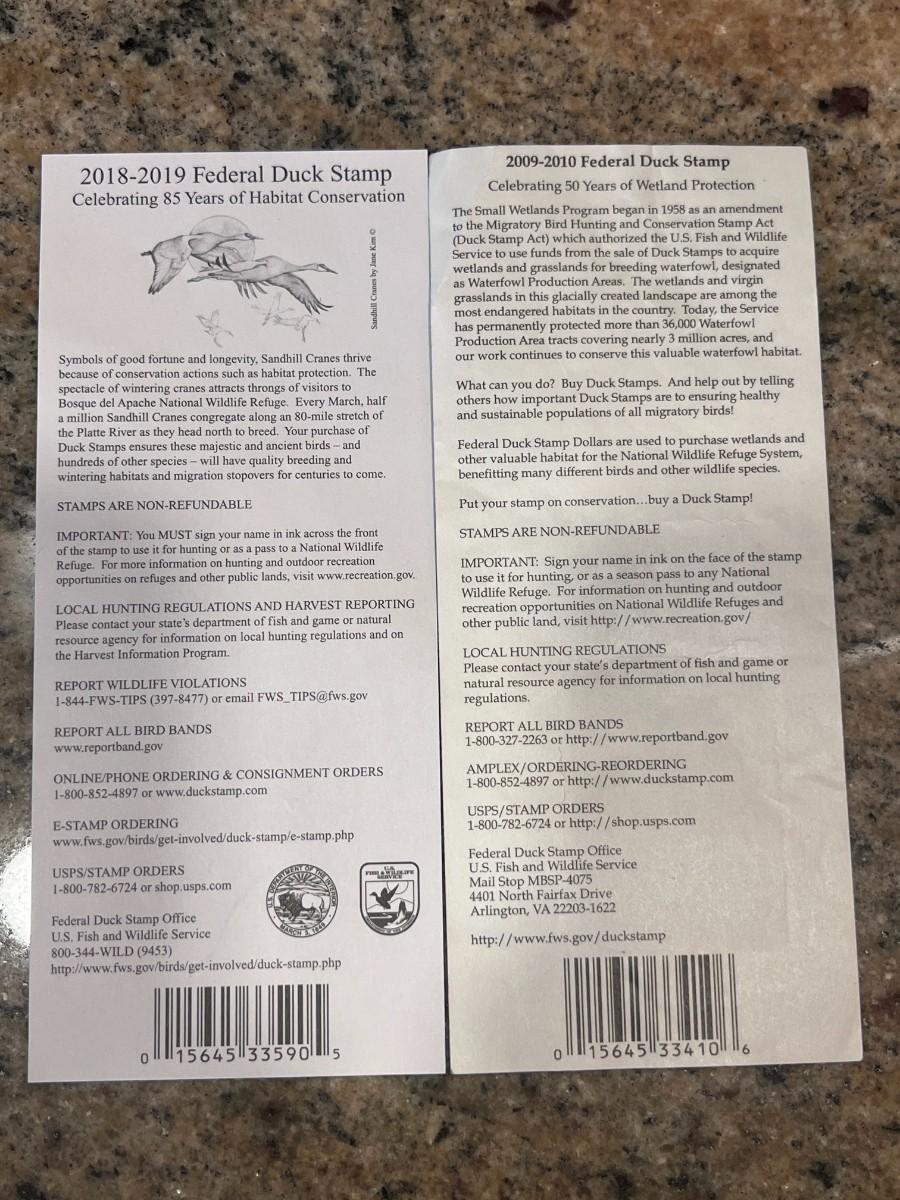 2018-2019 Federal Duck Stamp
Celebrating 85 Years of Habitat Conservation
Sandhill Cranes by Jane Kim ©
Symbols of good fortune and longevity, Sandhill Cranes thrive
because of conservation actions such as habitat protection. The
spectacle of wintering cranes attracts throngs of visitors to
Bosque del Apache National Wildlife Refuge. Every March, half
a million Sandhill Cranes congregate along an 80-mile stretch of
the Platte River as they head north to breed. Your purchase of
Duck Stamps ensures these majestic and ancient birds – and
hundreds of other species – will have quality breeding and
wintering habitats and migration stopovers for centuries to come.
STAMPS ARE NON-REFUNDABLE
IMPORTANT: You MUST sign your name in ink across the front
of the stamp to use it for hunting or as a pass to a National Wildlife
Refuge. For more information on hunting and outdoor recreation
opportunities on refuges and other public lands, visit www.recreation.gov.
LOCAL HUNTING REGULATIONS AND HARVEST REPORTING
Please contact your state's department of fish and game or natural
resource agency for information on local hunting regulations and on
the Harvest Information Program.
REPORT WILDLIFE VIOLATIONS
1-844-FWS-TIPS (397-8477) or email FWS_TIPS@fws.gov
REPORT ALL BIRD BANDS
www.reportband.gov
ONLINE/PHONE ORDERING & CONSIGNMENT ORDERS
1-800-852-4897 or www.duckstamp.com
E-STAMP ORDERING
www.fws.gov/birds/get-involved/duck-stamp/e-stamp.php
USPS/STAMP ORDERS
1-800-782-6724 or shop.usps.com
Federal Duck Stamp Office
U.S. Fish and Wildlife Service
800-344-WILD (9453)
http://www.fws.gov/birds/get-involved/duck-stamp.php
U.S. DEPARTMENT OF THE INTERIOR
MARCH 3, 1849
U.S.
FISH & WILDLIFE
SERVICE
0 15645 33590 5
2009-2010 Federal Duck Stamp
Celebrating 50 Years of Wetland Protection
The Small Wetlands Program began in 1958 as an amendment
to the Migratory Bird Hunting and Conservation Stamp Act
(Duck Stamp Act) which authorized the U.S. Fish and Wildlife
Service to use funds from the sale of Duck Stamps to acquire
wetlands and grasslands for breeding waterfowl, designated
as Waterfowl Production Areas. The wetlands and virgin
grasslands in this glacially created landscape are among the
most endangered habitats in the country. Today, the Service
has permanently protected more than 36,000 Waterfowl
Production Area tracts covering nearly 3 million acres, and
our work continues to conserve this valuable waterfowl habitat.
What can you do? Buy Duck Stamps. And help out by telling
others how important Duck Stamps are to ensuring healthy
and sustainable populations of all migratory birds!
Federal Duck Stamp Dollars are used to purchase wetlands and
other valuable habitat for the National Wildlife Refuge System,
benefitting many different birds and other wildlife species.
Put your stamp on conservation...buy a Duck Stamp!
STAMPS ARE NON-REFUNDABLE
IMPORTANT: Sign your name in ink on the face of the stamp
to use it for hunting, or as a season pass to any National
Wildlife Refuge. For information on hunting and outdoor
recreation opportunities on National Wildlife Refuges and
other public land, visit http://www.recreation.gov/
LOCAL HUNTING REGULATIONS
Please contact your state's department of fish and game or
natural resource agency for information on local hunting
regulations.
REPORT ALL BIRD BANDS
1-800-327-2263 or http://www.reportband.gov
AMPLEX/ORDERING-REORDERING
1-800-852-4897 or http://www.duckstamp.com
USPS/STAMP ORDERS
1-800-782-6724 or http://shop.usps.com
Federal Duck Stamp Office
U.S. Fish and Wildlife Service
Mail Stop MBSP-4075
4401 North Fairfax Drive
Arlington, VA 22203-1622
http://www.fws.gov/duckstamp
0 15645 33410 6